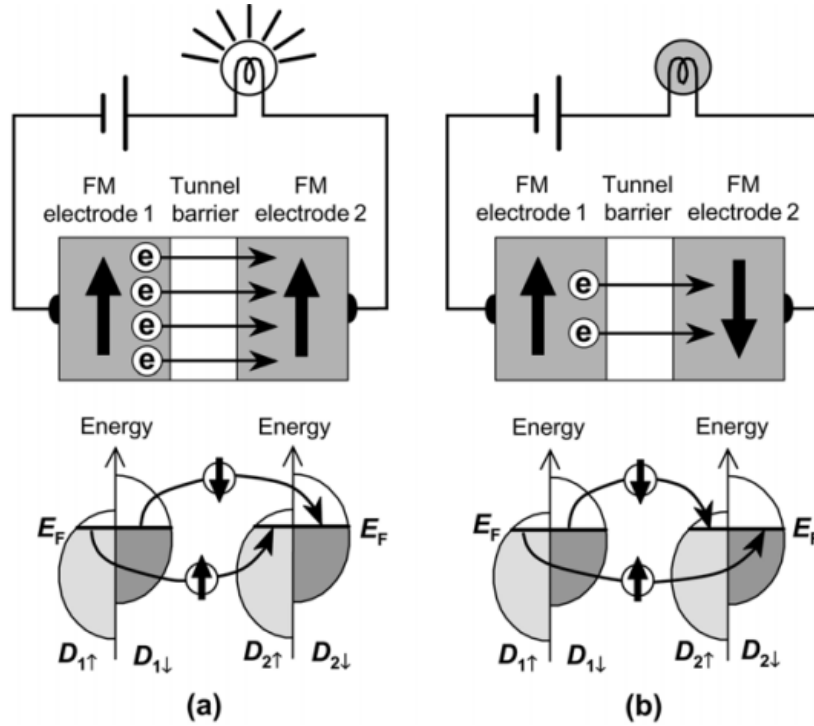 FM electrode 1
Tunnel barrier
FM electrode 2
e
e
e
e
Energy
Energy
E_F
E_F
D_1↑
D_1↓
D_2↑
D_2↓
(a)
FM electrode 1
Tunnel barrier
FM electrode 2
e
e
Energy
Energy
E_F
E_F
D_1↑
D_1↓
D_2↑
D_2↓
(b)